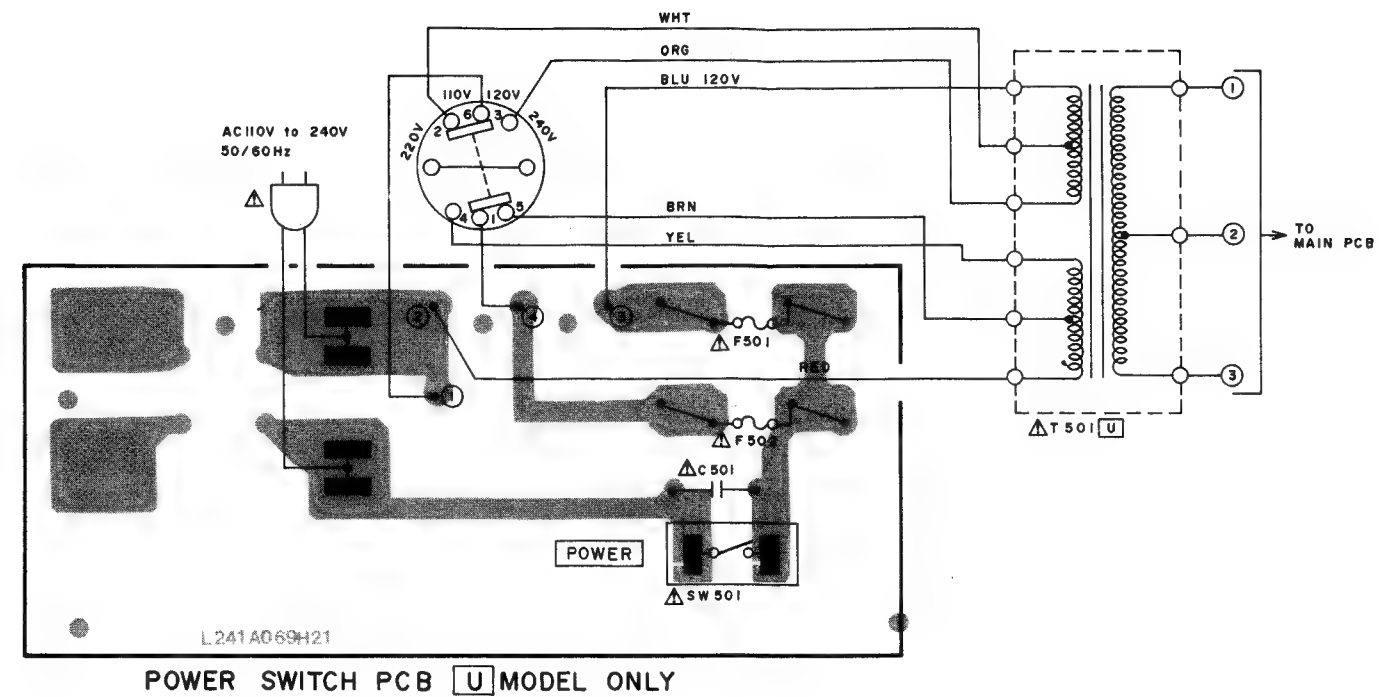 WHT
ORG
BLU 120V
110V 120V
220V
240V
2 6 3
4 1 5
AC110V to 240V
50/60Hz
BRN
YEL
1
2
3
TO
MAIN PCB
2
4
F501
RED
1
T501 U
C501
POWER
SW501
L241A069H21
POWER SWITCH PCB U MODEL ONLY